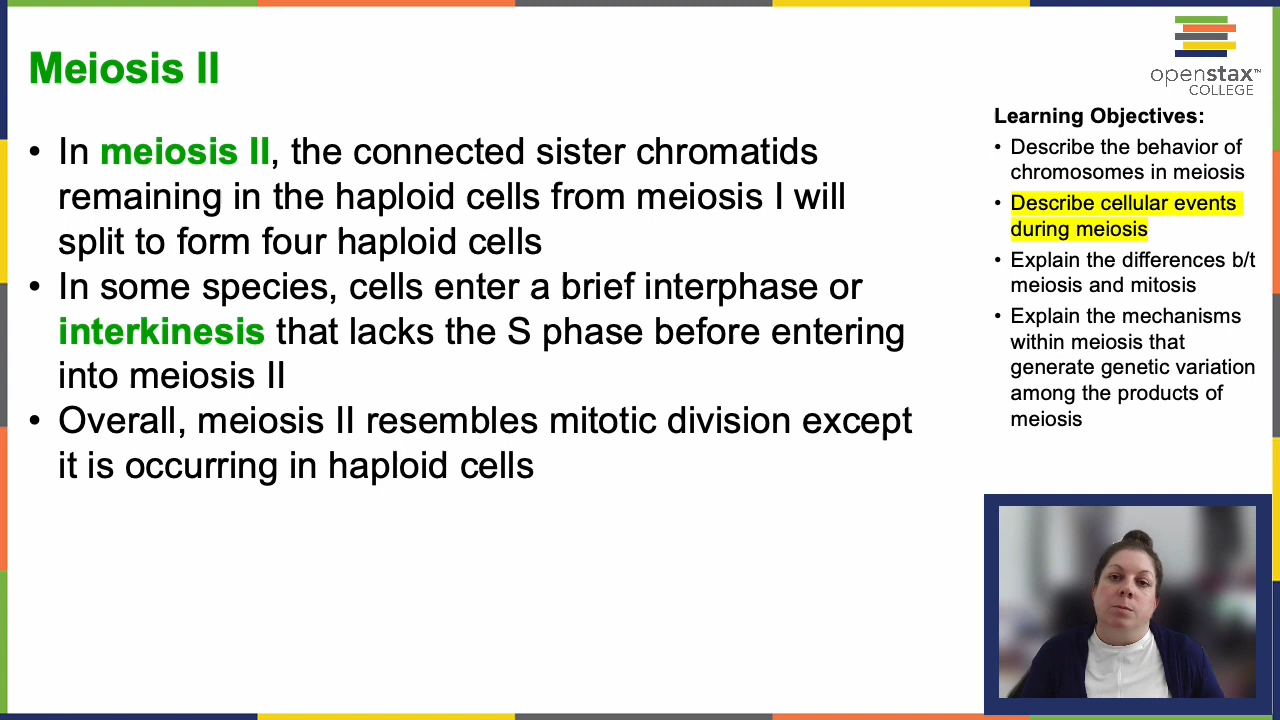 Meiosis II
• In meiosis II, the connected sister chromatids
remaining in the haploid cells from meiosis I will
split to form four haploid cells
• In some species, cells enter a brief interphase or
interkinesis that lacks the S phase before entering
into meiosis II
• Overall, meiosis II resembles mitotic division except
it is occurring in haploid cells
openstax™
COLLEGE
Learning Objectives:
• Describe the behavior of
chromosomes in meiosis
• Describe cellular events
during meiosis
• Explain the differences b/t
meiosis and mitosis
• Explain the mechanisms
within meiosis that
generate genetic variation
among the products of
meiosis